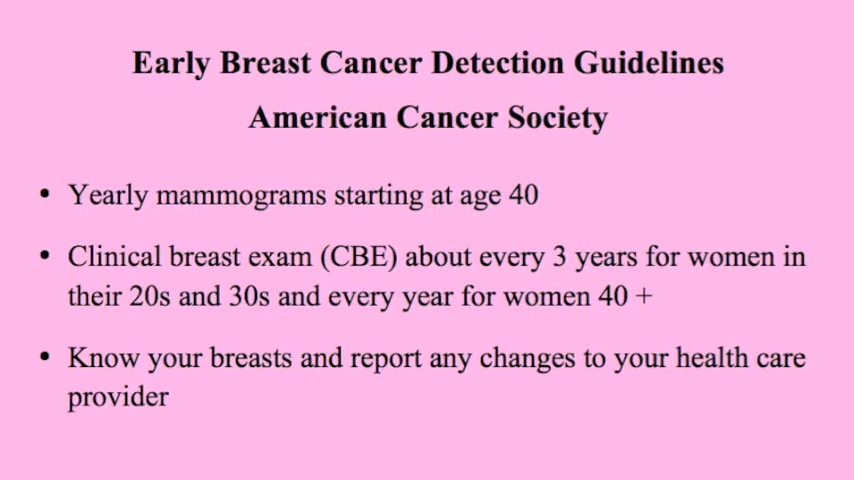 Early Breast Cancer Detection Guidelines
American Cancer Society
• Yearly mammograms starting at age 40
• Clinical breast exam (CBE) about every 3 years for women in
their 20s and 30s and every year for women 40 +
• Know your breasts and report any changes to your health care
provider